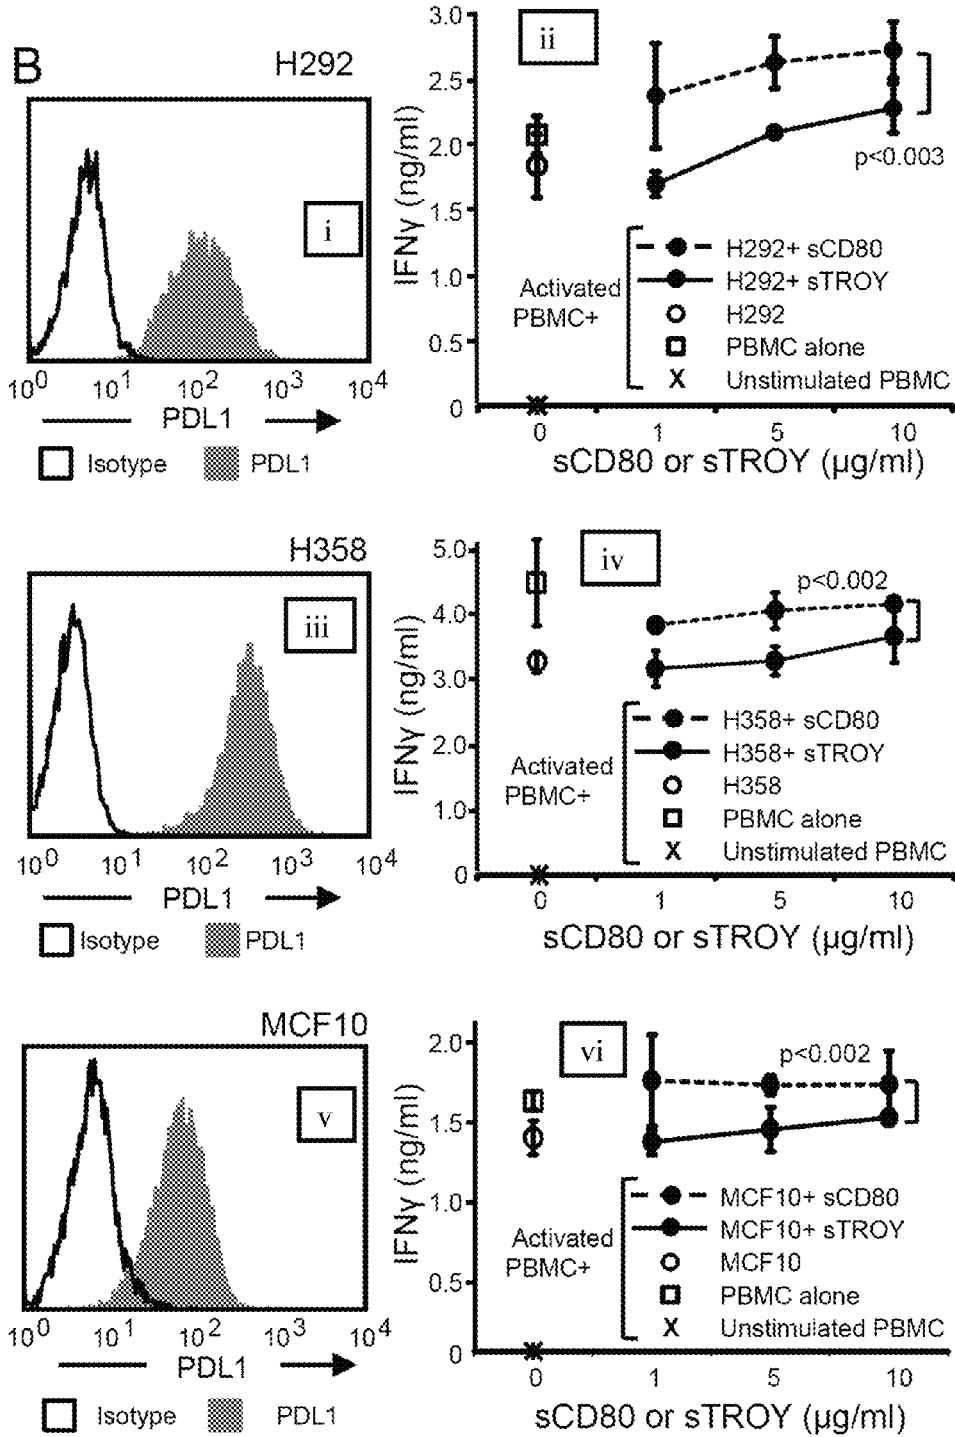 B
H292
i
10^0 10^1 10^2 10^3 10^4
PDL1
Isotype PDL1
ii
IFNγ (ng/ml)
3.0
2.5
2.0
1.5
1.0
0.5
0
p<0.003
Activated
PBMC+
H292+ sCD80
H292+ sTROY
H292
PBMC alone
Unstimulated PBMC
0 1 5 10
sCD80 or sTROY (µg/ml)
H358
iii
10^0 10^1 10^2 10^3 10^4
PDL1
Isotype PDL1
iv
IFNγ (ng/ml)
5.0
4.0
3.0
2.0
1.0
0
p<0.002
Activated
PBMC+
H358+ sCD80
H358+ sTROY
H358
PBMC alone
Unstimulated PBMC
0 1 5 10
sCD80 or sTROY (µg/ml)
MCF10
v
10^0 10^1 10^2 10^3 10^4
PDL1
Isotype PDL1
vi
IFNγ (ng/ml)
2.0
1.5
1.0
0.5
0
p<0.002
Activated
PBMC+
MCF10+ sCD80
MCF10+ sTROY
MCF10
PBMC alone
Unstimulated PBMC
0 1 5 10
sCD80 or sTROY (µg/ml)